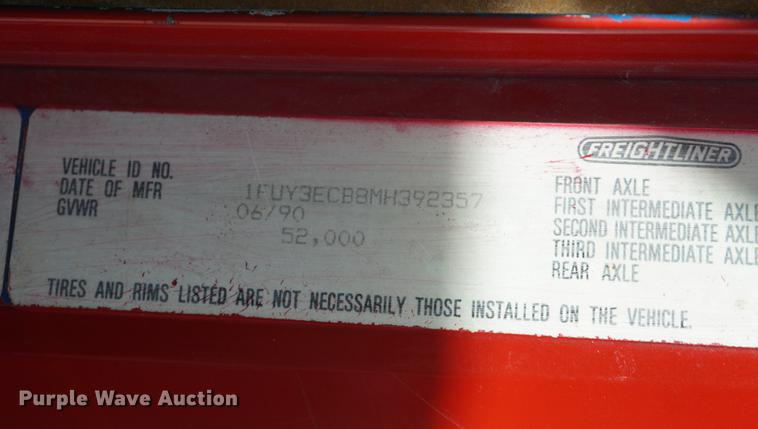 VEHICLE ID NO. 1FUY3ECB8MH392357
DATE OF MFR 06/90
GVWR 52,000
FREIGHTLINER
FRONT AXLE
FIRST INTERMEDIATE AXLE
SECOND INTERMEDIATE AXLE
THIRD INTERMEDIATE AXLE
REAR AXLE
TIRES AND RIMS LISTED ARE NOT NECESSARILY THOSE INSTALLED ON THE VEHICLE.
Purple Wave Auction